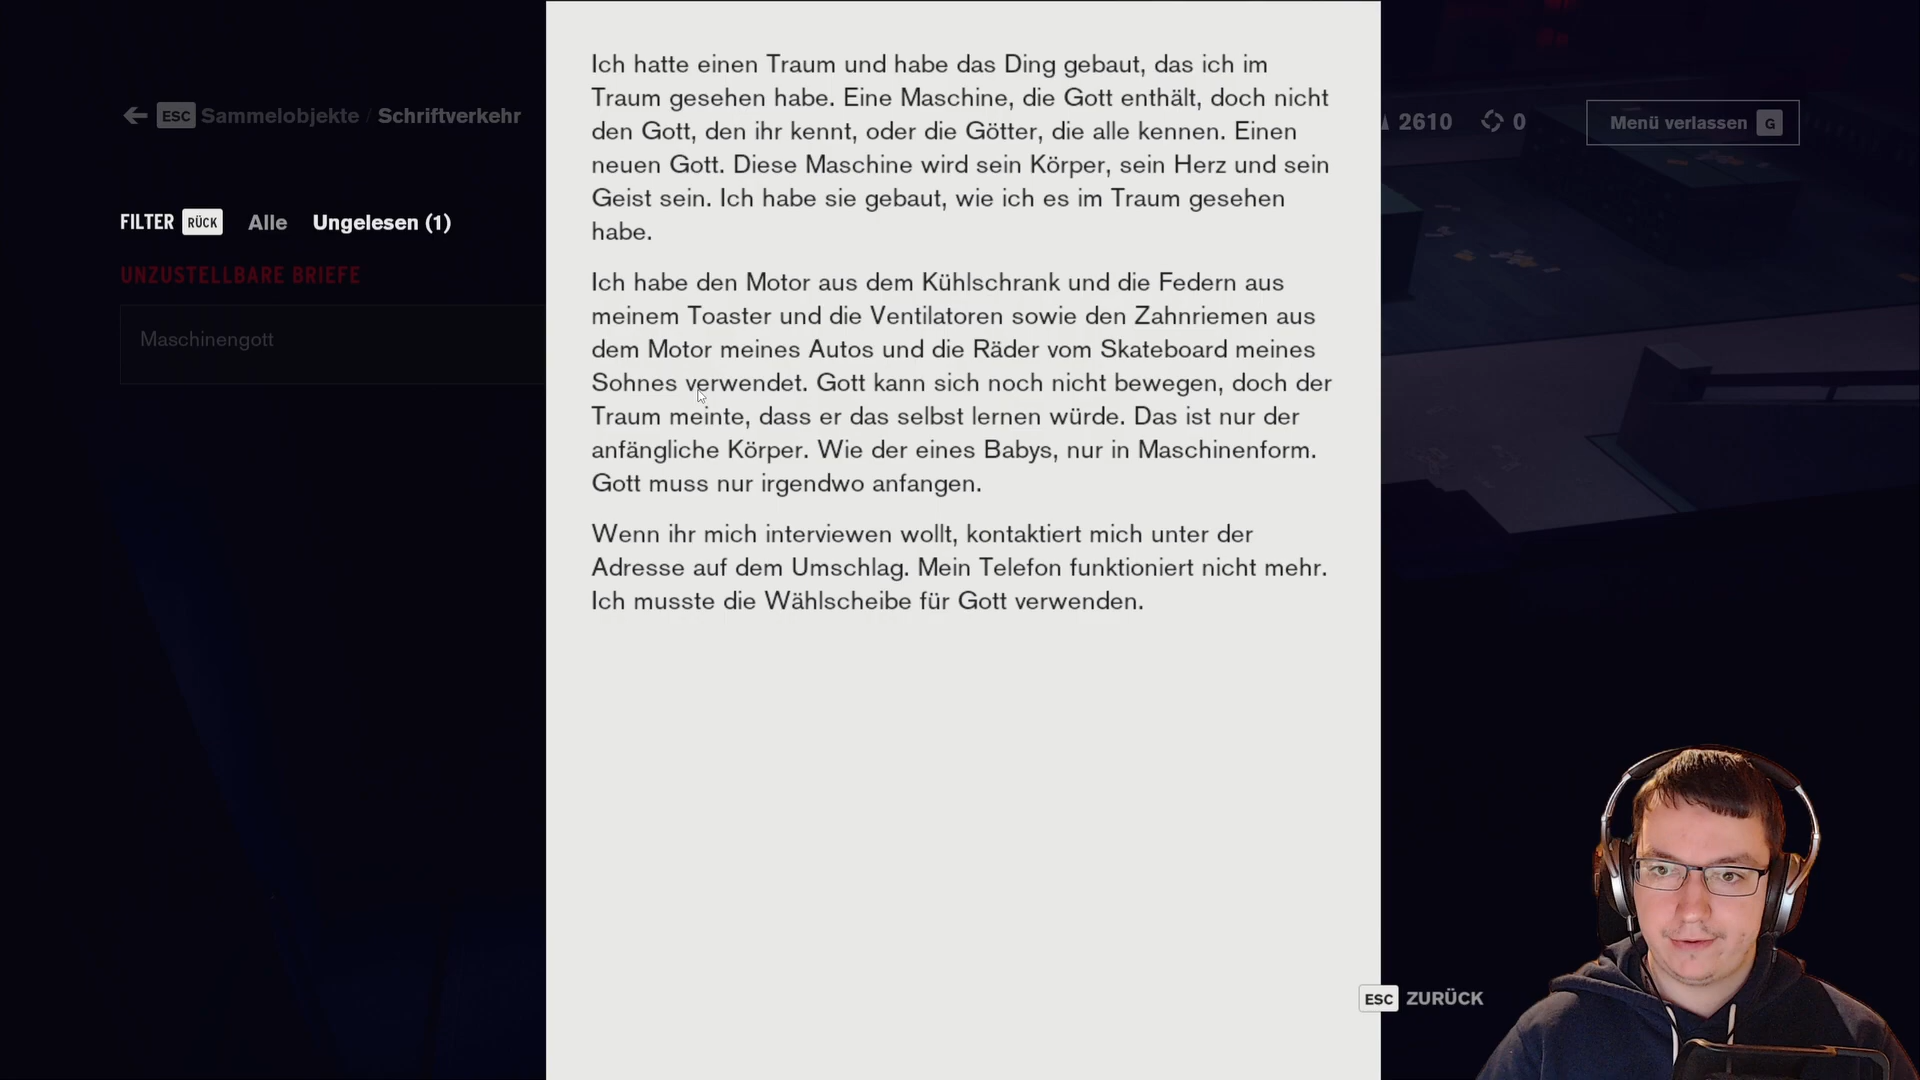 ESC Sammelobjekte / Schriftverkehr
2610 0
Menü verlassen G
FILTER RÜCK Alle Ungelesen (1)
UNZUSTELLBARE BRIEFE
Maschinengott
Ich hatte einen Traum und habe das Ding gebaut, das ich im
Traum gesehen habe. Eine Maschine, die Gott enthält, doch nicht
den Gott, den ihr kennt, oder die Götter, die alle kennen. Einen
neuen Gott. Diese Maschine wird sein Körper, sein Herz und sein
Geist sein. Ich habe sie gebaut, wie ich es im Traum gesehen
habe.
Ich habe den Motor aus dem Kühlschrank und die Federn aus
meinem Toaster und die Ventilatoren sowie den Zahnriemen aus
dem Motor meines Autos und die Räder vom Skateboard meines
Sohnes verwendet. Gott kann sich noch nicht bewegen, doch der
Traum meinte, dass er das selbst lernen würde. Das ist nur der
anfängliche Körper. Wie der eines Babys, nur in Maschinenform.
Gott muss nur irgendwo anfangen.
Wenn ihr mich interviewen wollt, kontaktiert mich unter der
Adresse auf dem Umschlag. Mein Telefon funktioniert nicht mehr.
Ich musste die Wählscheibe für Gott verwenden.
ESC ZURÜCK